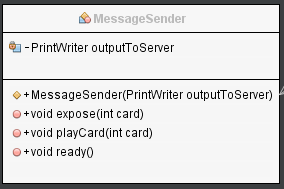 MessageSender
-PrintWriter outputToServer
+MessageSender(PrintWriter outputToServer)
+void expose(int card)
+void playCard(int card)
+void ready()